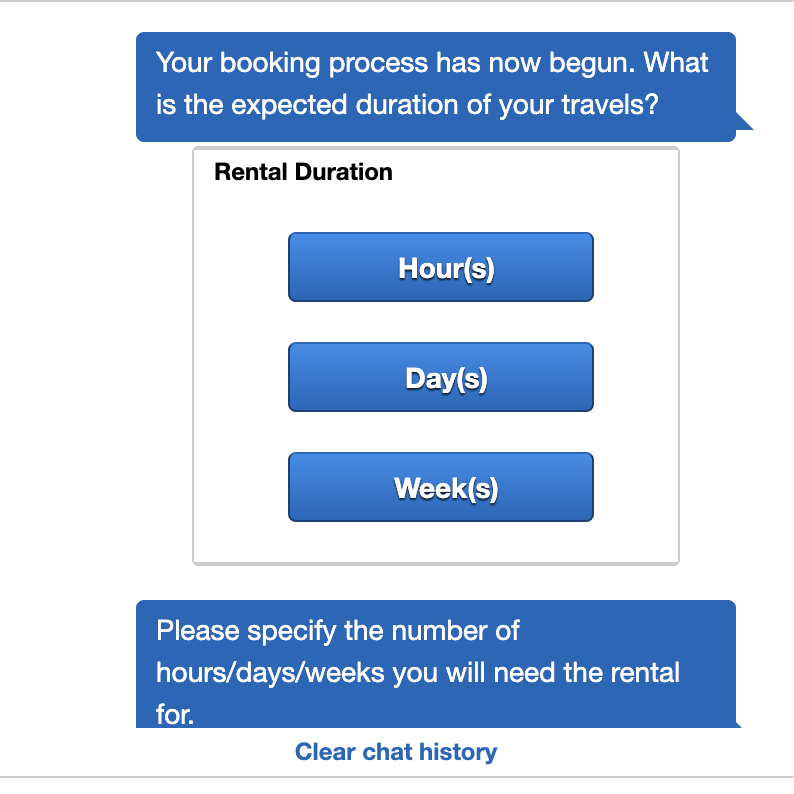 Your booking process has now begun. What
is the expected duration of your travels?
Rental Duration
Hour(s)
Day(s)
Week(s)
Please specify the number of
hours/days/weeks you will need the rental
for.
Clear chat history